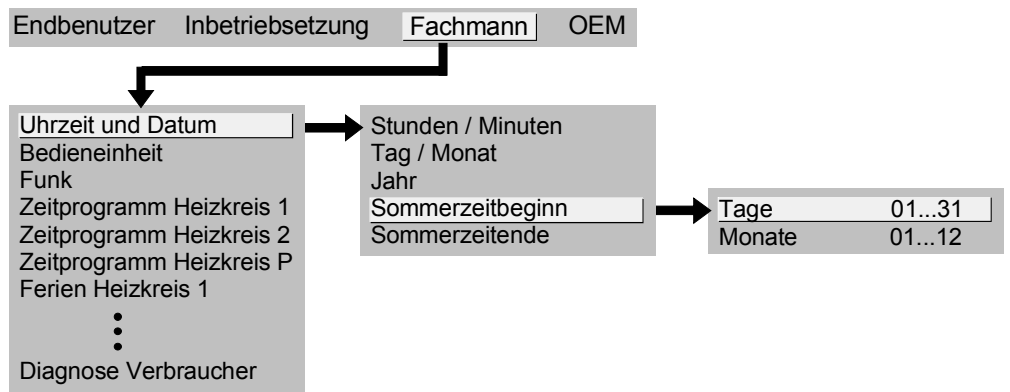 Endbenutzer Inbetriebsetzung Fachmann OEM
Uhrzeit und Datum
Bedieneinheit
Funk
Zeitprogramm Heizkreis 1
Zeitprogramm Heizkreis 2
Zeitprogramm Heizkreis P
Ferien Heizkreis 1
Diagnose Verbraucher
Stunden / Minuten
Tag / Monat
Jahr
Sommerzeitbeginn
Sommerzeitende
Tage 01...31
Monate 01...12